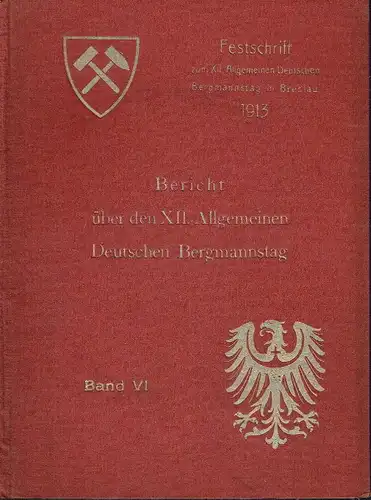 Festschrift
zum XII. Allgemeinen Deutschen
Bergmannstag in Breslau
1913
Bericht
über den XII. Allgemeinen
Deutschen Bergmannstag
Band VI